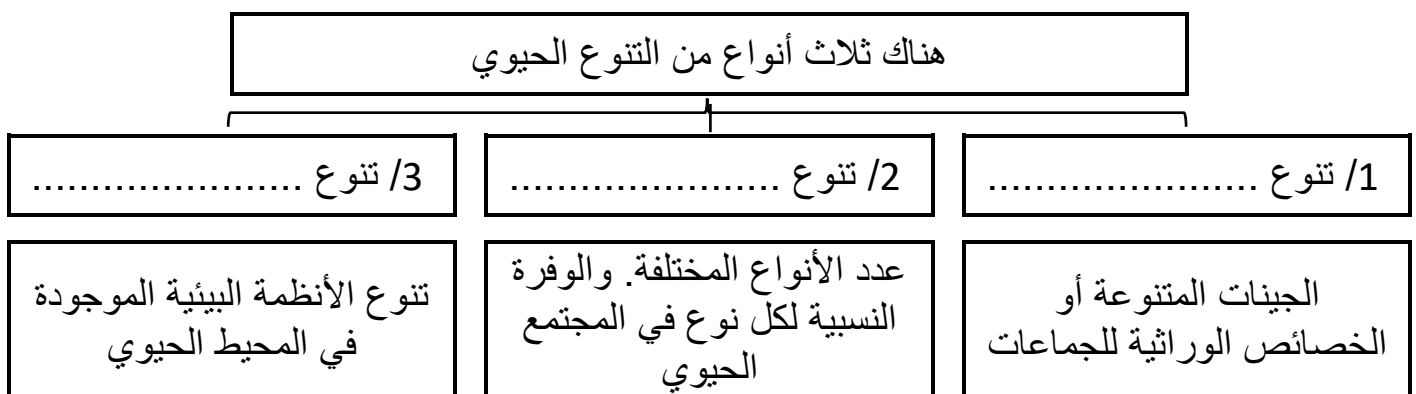 هناك ثلاث أنواع من التنوع الحيوي
1/ تنوع .......................
2/ تنوع .......................
3/ تنوع .......................
الجينات المتنوعة أو
الخصائص الوراثية للجماعات
عدد الأنواع المختلفة. والوفرة
النسبية لكل نوع في المجتمع
الحيوي
تنوع الأنظمة البيئية الموجودة
في المحيط الحيوي